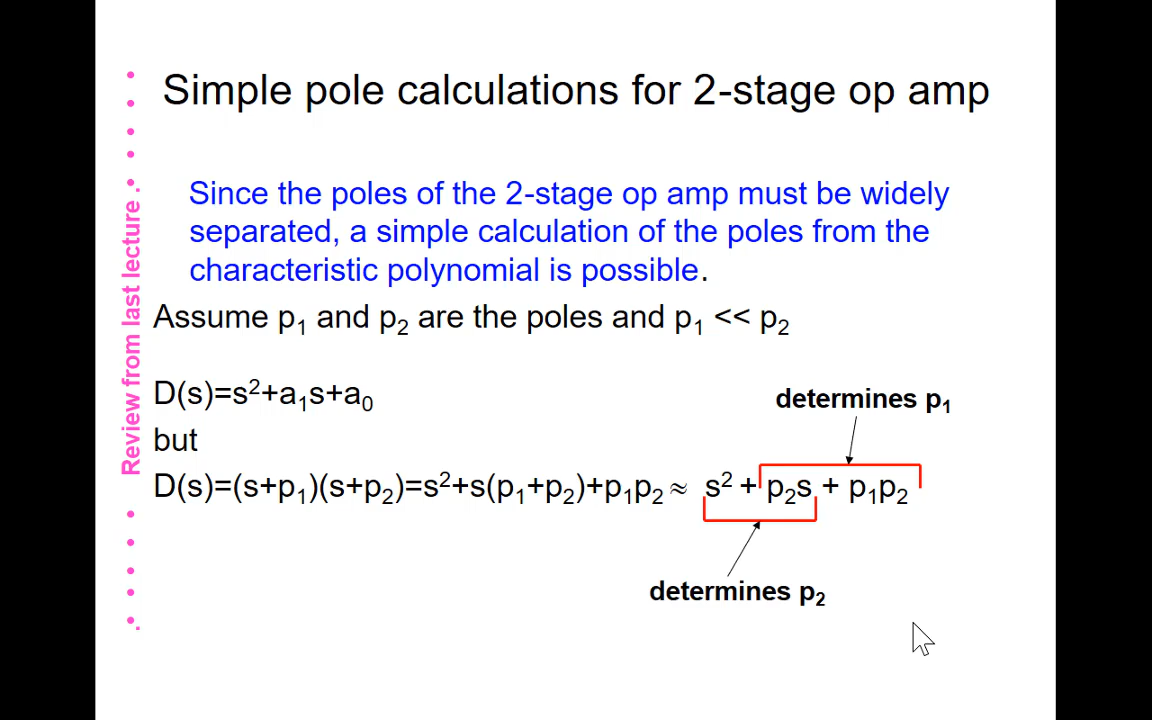 Simple pole calculations for 2-stage op amp
Review from last lecture
Since the poles of the 2-stage op amp must be widely
separated, a simple calculation of the poles from the
characteristic polynomial is possible.
Assume p₁ and p₂ are the poles and p₁ << p₂
D(s)=s²+a₁s+a₀
determines p₁
but
D(s)=(s+p₁)(s+p₂)=s²+s(p₁+p₂)+p₁p₂ ≈ s² + p₂s + p₁p₂
determines p₂